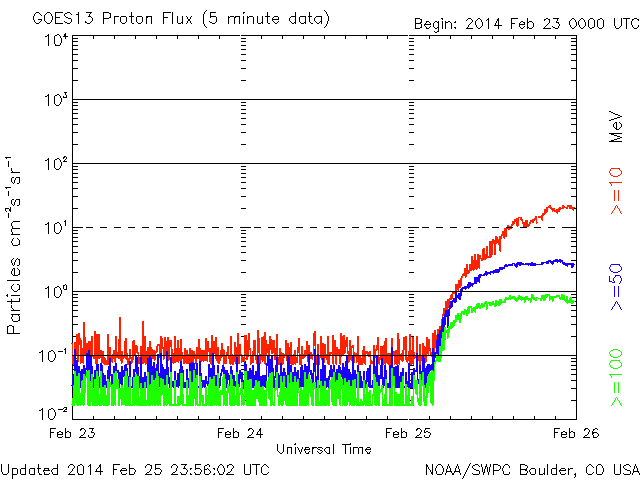 GOES13 Proton Flux (5 minute data)
Begin: 2014 Feb 23 0000 UTC
10⁴
10³
10²
10¹
10⁰
10⁻¹
10⁻²
Particles cm⁻²s⁻¹sr⁻¹
MeV
>=10
>=50
>=100
Feb 23
Feb 24
Feb 25
Feb 26
Universal Time
Updated 2014 Feb 25 23:56:02 UTC
NOAA/SWPC Boulder, CO USA